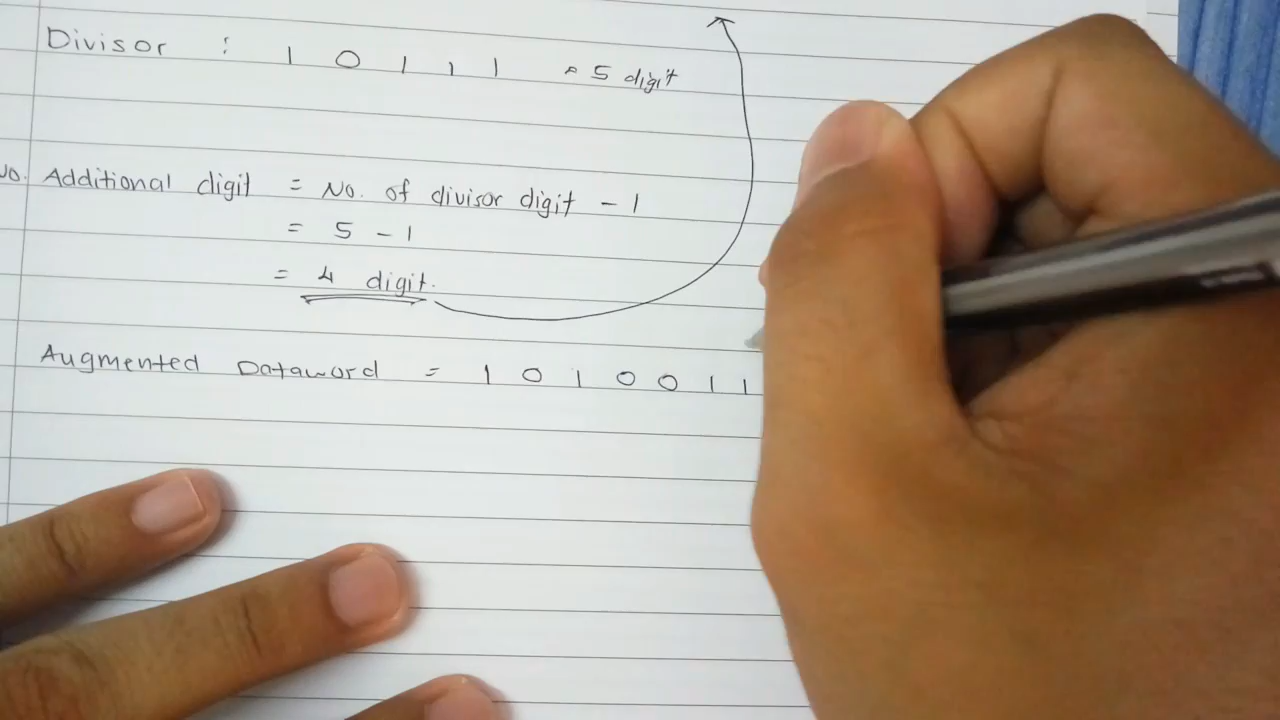 Divisor : 1 0 1 1 1 = 5 digit
No. Additional digit = No. of divisor digit - 1
= 5 - 1
= 4 digit.
Augmented Dataword = 1 0 1 0 0 1 1